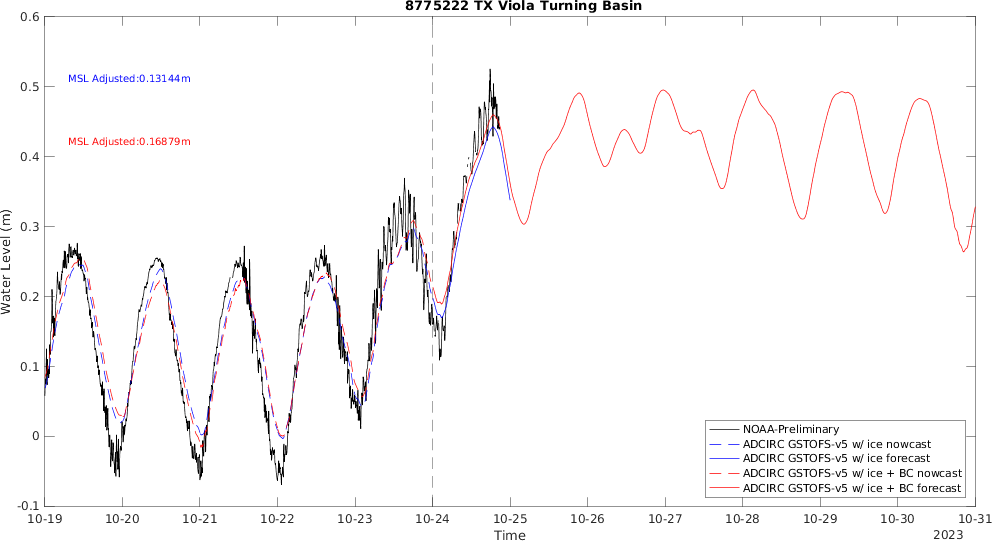 8775222 TX Viola Turning Basin
0.6
0.5
0.4
0.3
0.2
0.1
0
-0.1
Water Level (m)
MSL Adjusted:0.13144m
MSL Adjusted:0.16879m
NOAA-Preliminary
ADCIRC GSTOFS-v5 w/ ice nowcast
ADCIRC GSTOFS-v5 w/ ice forecast
ADCIRC GSTOFS-v5 w/ ice + BC nowcast
ADCIRC GSTOFS-v5 w/ ice + BC forecast
10-19 10-20 10-21 10-22 10-23 10-24 10-25 10-26 10-27 10-28 10-29 10-30 10-31
Time
2023